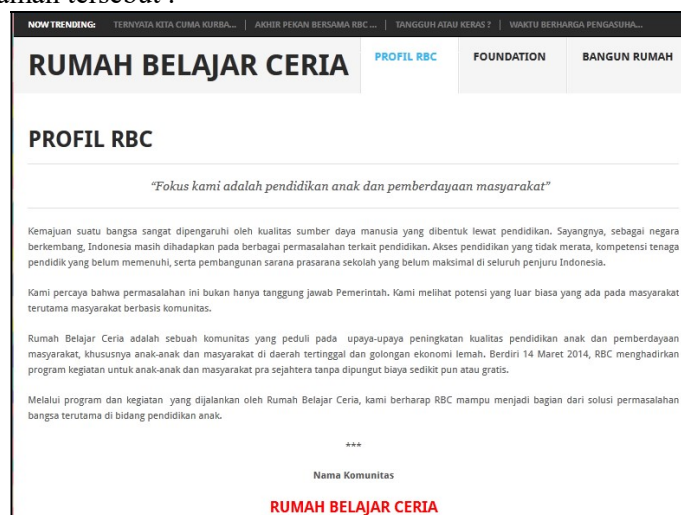 laman tersebut :
NOW TRENDING: TERNYATA KITA CUMA KURBA... | AKHIR PEKAN BERSAMA RBC ... | TANGGUH ATAU KERAS ? | WAKTU BERHARGA PENGASUHA...
RUMAH BELAJAR CERIA PROFIL RBC FOUNDATION BANGUN RUMAH
PROFIL RBC
"Fokus kami adalah pendidikan anak dan pemberdayaan masyarakat"
Kemajuan suatu bangsa sangat dipengaruhi oleh kualitas sumber daya manusia yang dibentuk lewat pendidikan. Sayangnya, sebagai negara
berkembang, Indonesia masih dihadapkan pada berbagai permasalahan terkait pendidikan. Akses pendidikan yang tidak merata, kompetensi tenaga
pendidik yang belum memenuhi, serta pembangunan sarana prasarana sekolah yang belum maksimal di seluruh penjuru Indonesia.
Kami percaya bahwa permasalahan ini bukan hanya tanggung jawab Pemerintah. Kami melihat potensi yang luar biasa yang ada pada masyarakat
terutama masyarakat berbasis komunitas.
Rumah Belajar Ceria adalah sebuah komunitas yang peduli pada upaya-upaya peningkatan kualitas pendidikan anak dan pemberdayaan
masyarakat, khususnya anak-anak dan masyarakat di daerah tertinggal dan golongan ekonomi lemah. Berdiri 14 Maret 2014, RBC menghadirkan
program kegiatan untuk anak-anak dan masyarakat pra sejahtera tanpa dipungut biaya sedikit pun atau gratis.
Melalui program dan kegiatan yang dijalankan oleh Rumah Belajar Ceria, kami berharap RBC mampu menjadi bagian dari solusi permasalahan
bangsa terutama di bidang pendidikan anak.
***
Nama Komunitas
RUMAH BELAJAR CERIA